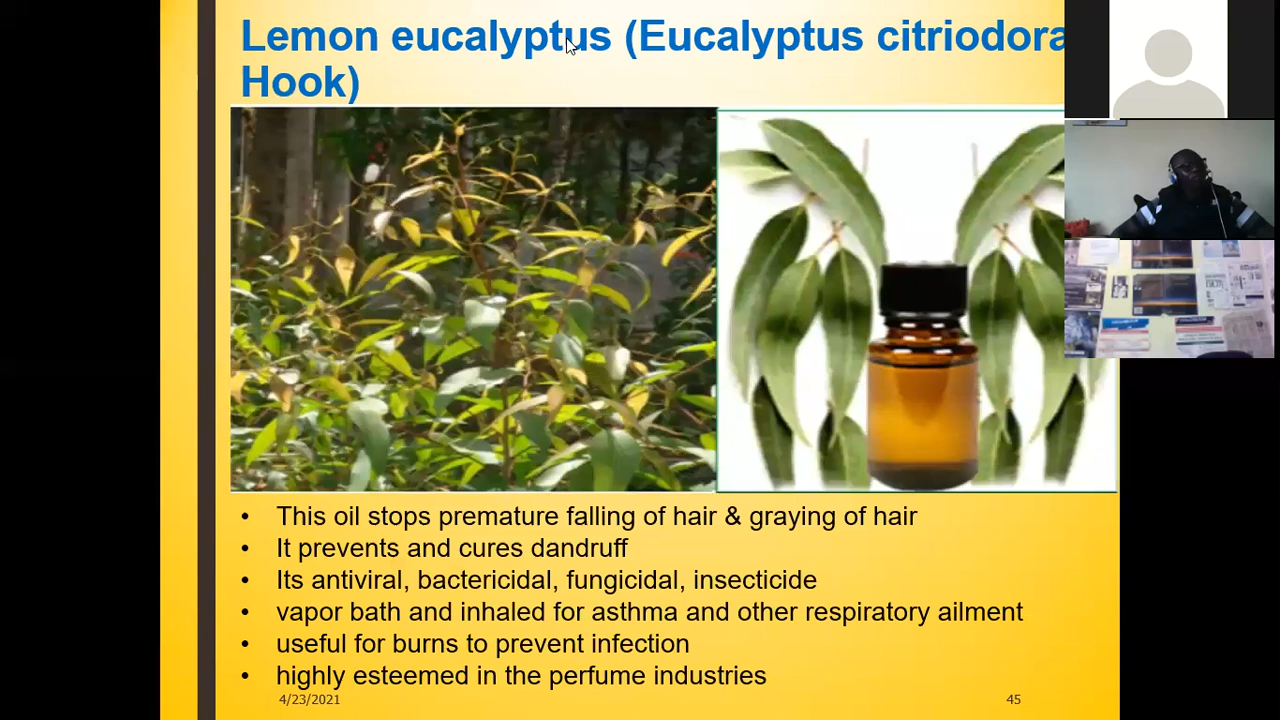 Lemon eucalyptus (Eucalyptus citriodora
Hook)
• This oil stops premature falling of hair & graying of hair
• It prevents and cures dandruff
• Its antiviral, bactericidal, fungicidal, insecticide
• vapor bath and inhaled for asthma and other respiratory ailment
• useful for burns to prevent infection
• highly esteemed in the perfume industries
4/23/2021
45